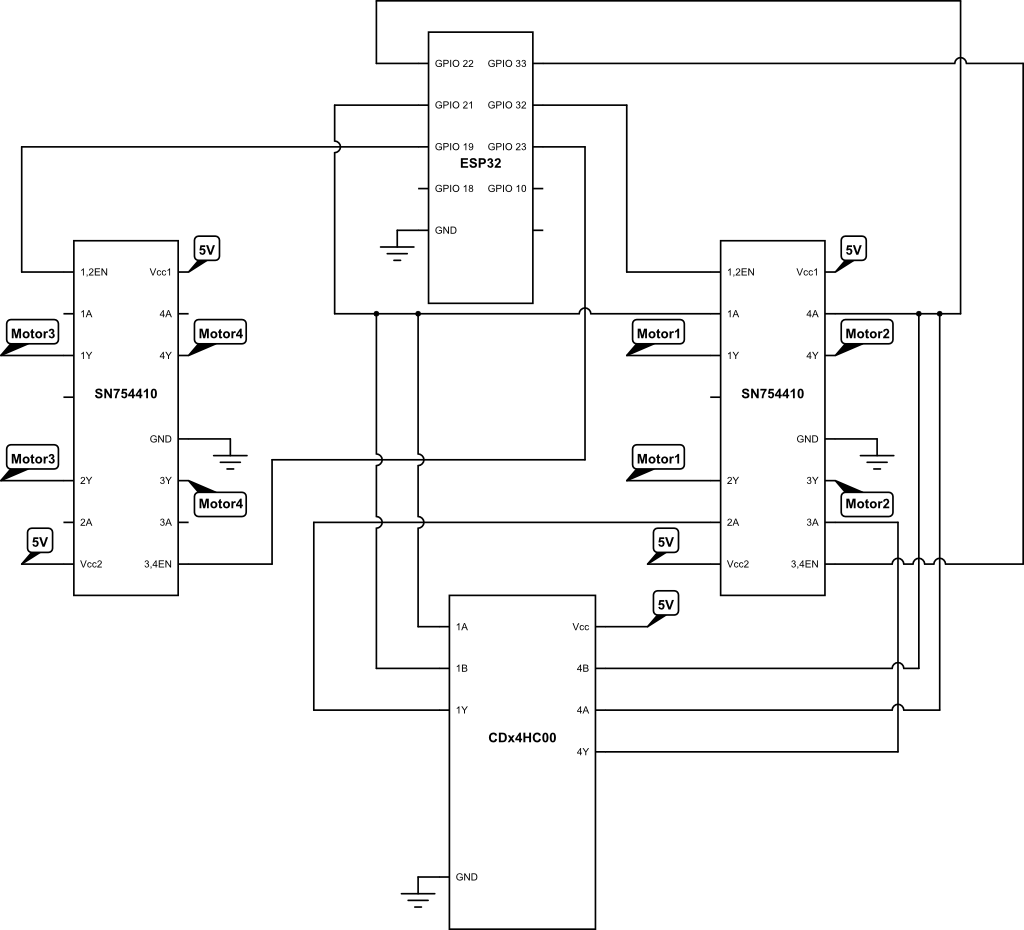 GPIO 22 GPIO 33
GPIO 21 GPIO 32
GPIO 19 GPIO 23
ESP32
GPIO 18 GPIO 10
GND
5V
1,2EN Vcc1
1A 4A
Motor3 Motor4
1Y 4Y
SN754410
GND
Motor3
2Y 3Y
Motor4
2A 3A
5V
Vcc2 3,4EN
5V
1,2EN Vcc1
1A 4A
Motor1 Motor2
1Y 4Y
SN754410
GND
Motor1
2Y 3Y
Motor2
2A 3A
5V
Vcc2 3,4EN
5V
1A Vcc
1B 4B
1Y 4A
CDx4HC00
4Y
GND